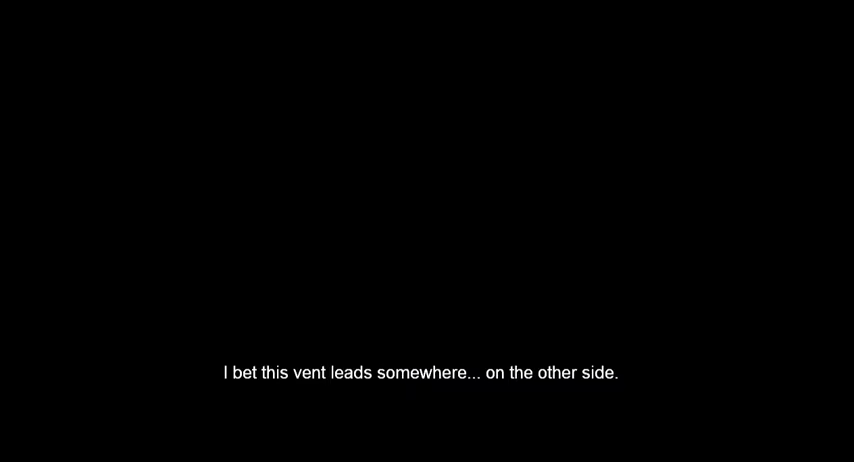 I bet this vent leads somewhere... on the other side.